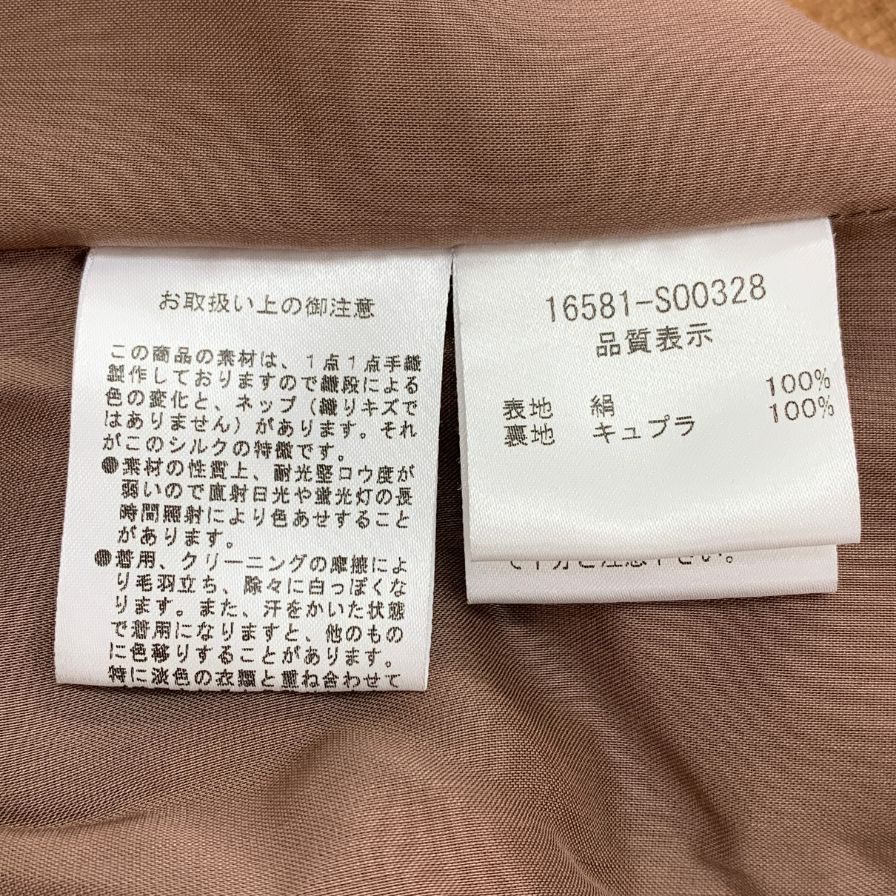 お取扱い上の御注意
この商品の素材は、1点1点手織
製作しておりますので織段による
色の変化と、ネップ（織りキズで
はありません）があります。それ
がこのシルクの特徴です。
●素材の性質上、耐光堅ロウ度が
弱いので直射日光や蛍光灯の長
時間照射により色あせすること
があります。
●着用、クリーニングの摩擦によ
り毛羽立ち、除々に白っぽくな
ります。また、汗をかいた状態
で着用になりますと、他のもの
に色移りすることがあります。
特に淡色の衣類と重ね合わせて
16581-S00328
品質表示
表地 絹 100%
裏地 キュプラ 100%
で十分ご注意下さい。